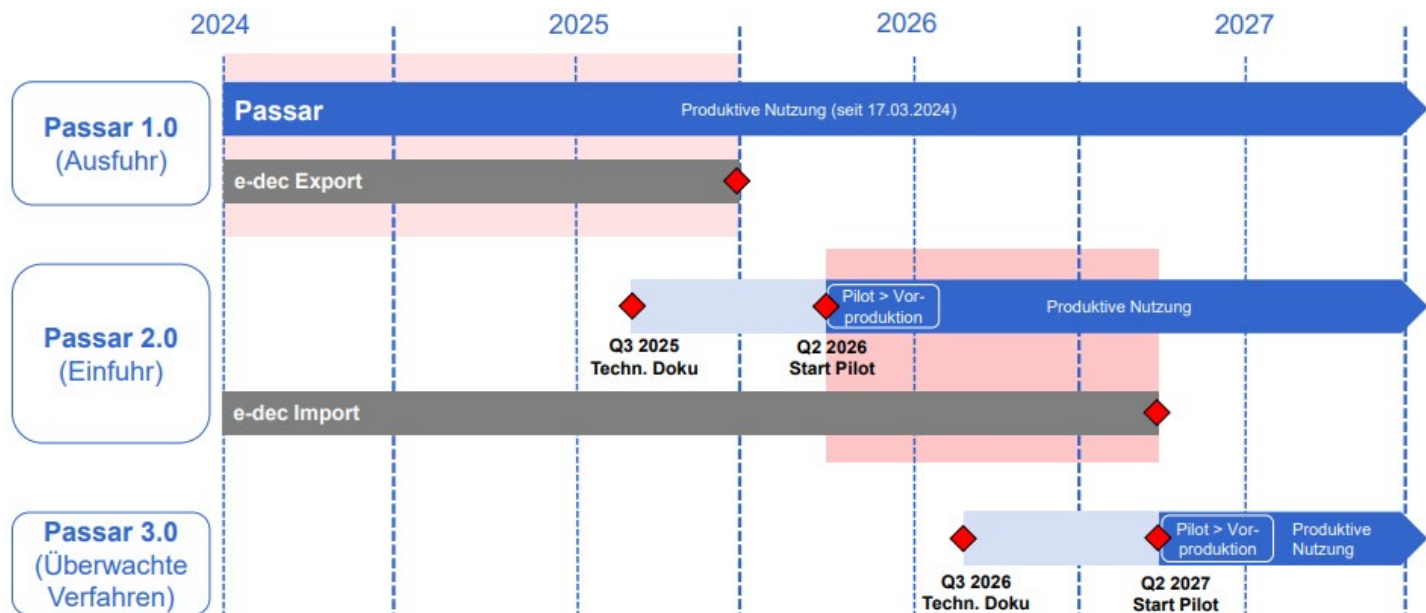 2024
2025
2026
2027
Passar 1.0
(Ausfuhr)
Passar
Produktive Nutzung (seit 17.03.2024)
e-dec Export
Passar 2.0
(Einfuhr)
Pilot > Vor-
produktion
Produktive Nutzung
Q3 2025
Techn. Doku
Q2 2026
Start Pilot
e-dec Import
Passar 3.0
(Überwachte
Verfahren)
Pilot > Vor-
produktion
Produktive
Nutzung
Q3 2026
Techn. Doku
Q2 2027
Start Pilot